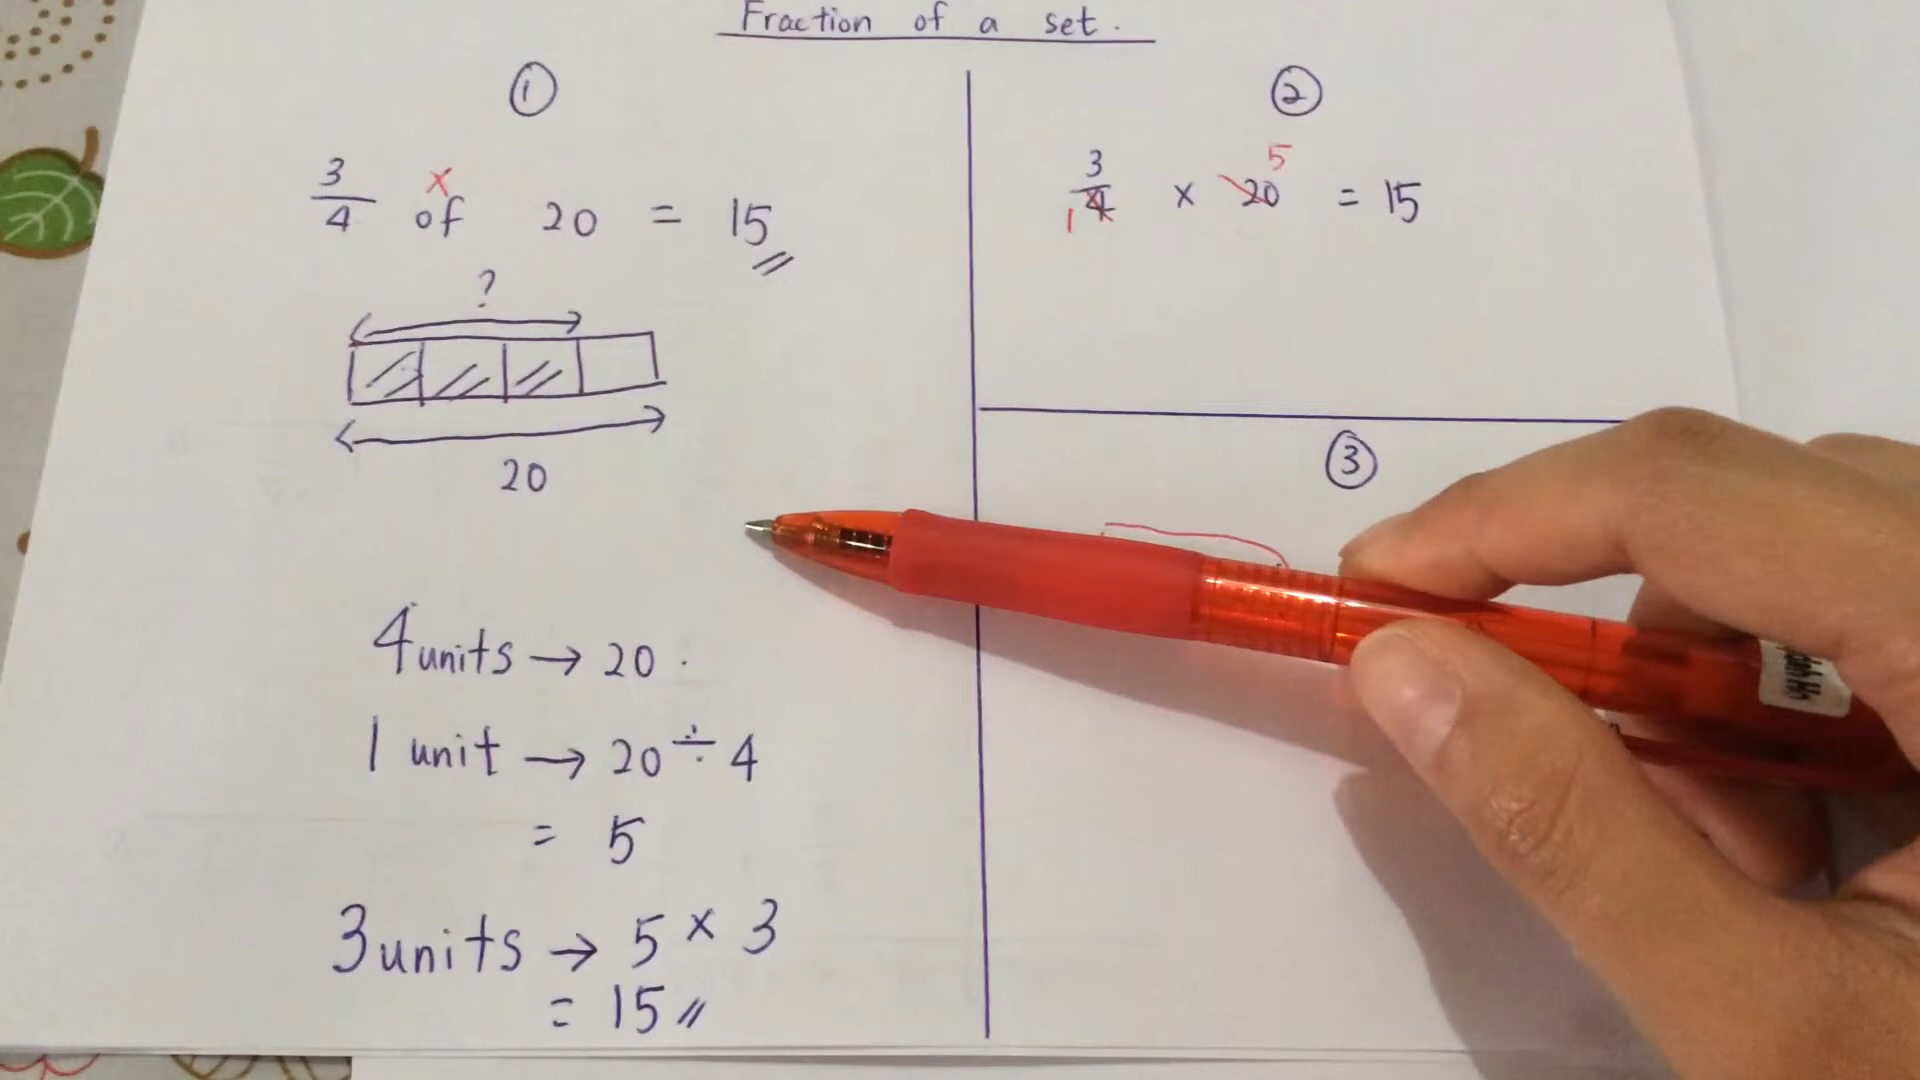 Fraction of a set.
1
3/4 of 20 = 15
x
?
20
4 units → 20
1 unit → 20 ÷ 4
= 5
3 units → 5 x 3
= 15
2
3/4 x 20 = 15
1 5
3